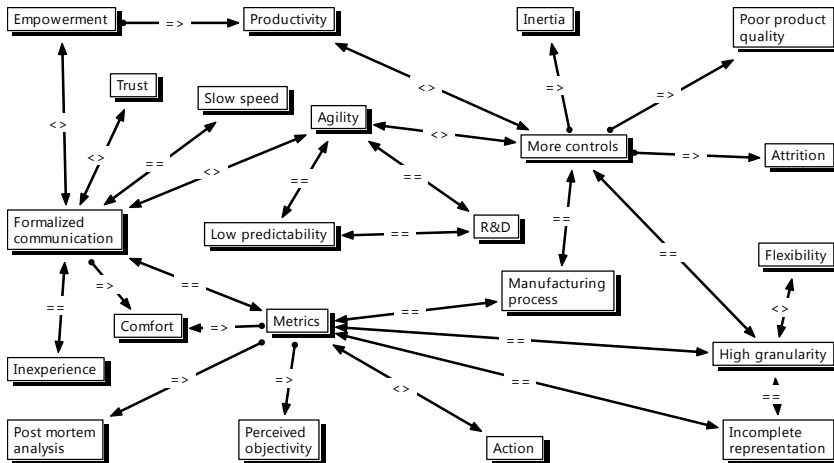 Empowerment
=>
Productivity
Inertia
Poor product
quality
Trust
Slow speed
Agility
<>
=>
=>
<>
<>
==
<>
<>
More controls
=>
Attrition
==
==
Formalized
communication
Low predictability
==
R&D
==
==
Flexibility
=>
==
==
Manufacturing
process
<>
Comfort
=>
Metrics
==
==
High granularity
Inexperience
=>
=>
<>
==
==
Post mortem
analysis
Perceived
objectivity
Action
Incomplete
representation